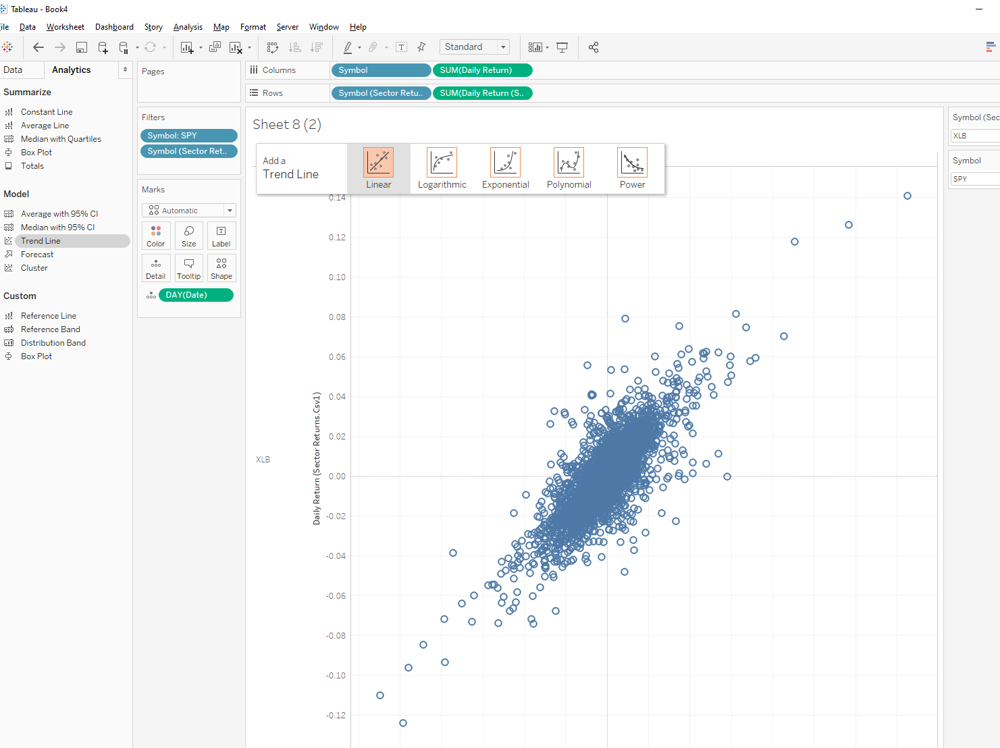 Tableau - Book4
ile Data Worksheet Dashboard Story Analysis Map Format Server Window Help
Standard
Data Analytics
Summarize
Constant Line
Average Line
Median with Quartiles
Box Plot
Totals
Model
Average with 95% CI
Median with 95% CI
Trend Line
Forecast
Cluster
Custom
Reference Line
Reference Band
Distribution Band
Box Plot
Pages
Filters
Symbol: SPY
Symbol (Sector Ret..
Marks
Automatic
Color Size Label
Detail Tooltip Shape
DAY(Date)
Columns Symbol SUM(Daily Return)
Rows Symbol (Sector Retu.. SUM(Daily Return (S..
Sheet 8 (2)
Add a
Trend Line
Linear Logarithmic Exponential Polynomial Power
XLB
Daily Return (Sector Returns.Csv1)
0.14
0.12
0.10
0.08
0.06
0.04
0.02
0.00
-0.02
-0.04
-0.06
-0.08
-0.10
-0.12
Symbol (Sec
XLB
Symbol
SPY